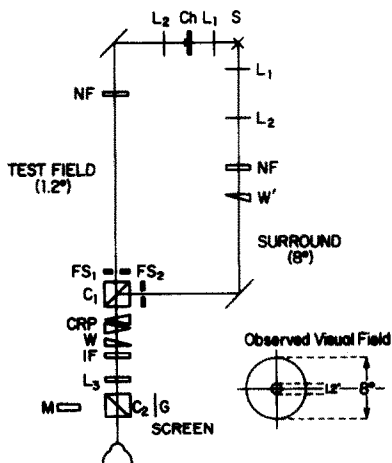 L₂ Ch L₁ S
L₁
NF
L₂
TEST FIELD
(1.2°)
NF
W'
SURROUND
(8°)
FS₁ FS₂
C₁
CRP
W
IF
Observed Visual Field
L₃
1.2°
8°
M
C₂ G
SCREEN